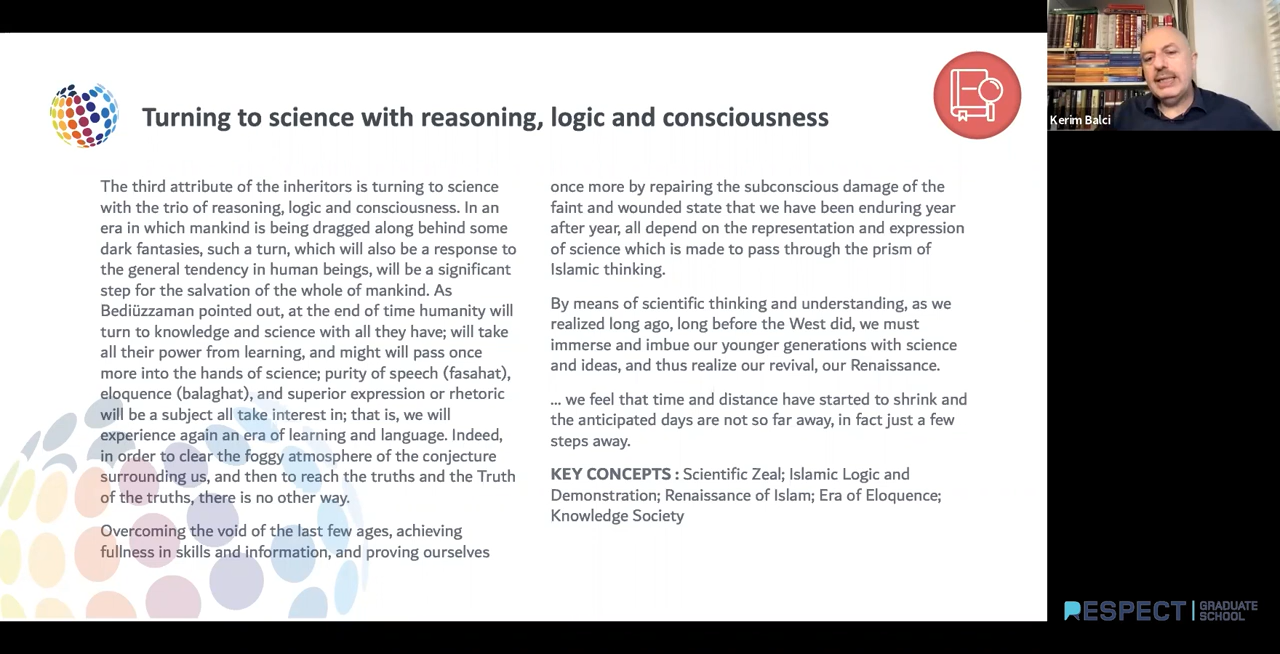 Turning to science with reasoning, logic and consciousness
The third attribute of the inheritors is turning to science
with the trio of reasoning, logic and consciousness. In an
era in which mankind is being dragged along behind some
dark fantasies, such a turn, which will also be a response to
the general tendency in human beings, will be a significant
step for the salvation of the whole of mankind. As
Bediüzzaman pointed out, at the end of time humanity will
turn to knowledge and science with all they have; will take
all their power from learning, and might will pass once
more into the hands of science; purity of speech (fasahat),
eloquence (balaghat), and superior expression or rhetoric
will be a subject all take interest in; that is, we will
experience again an era of learning and language. Indeed,
in order to clear the foggy atmosphere of the conjecture
surrounding us, and then to reach the truths and the Truth
of the truths, there is no other way.
Overcoming the void of the last few ages, achieving
fullness in skills and information, and proving ourselves
once more by repairing the subconscious damage of the
faint and wounded state that we have been enduring year
after year, all depend on the representation and expression
of science which is made to pass through the prism of
Islamic thinking.
By means of scientific thinking and understanding, as we
realized long ago, long before the West did, we must
immerse and imbue our younger generations with science
and ideas, and thus realize our revival, our Renaissance.
... we feel that time and distance have started to shrink and
the anticipated days are not so far away, in fact just a few
steps away.
KEY CONCEPTS : Scientific Zeal; Islamic Logic and
Demonstration; Renaissance of Islam; Era of Eloquence;
Knowledge Society
Kerim Balci
RESPECT GRADUATE
SCHOOL